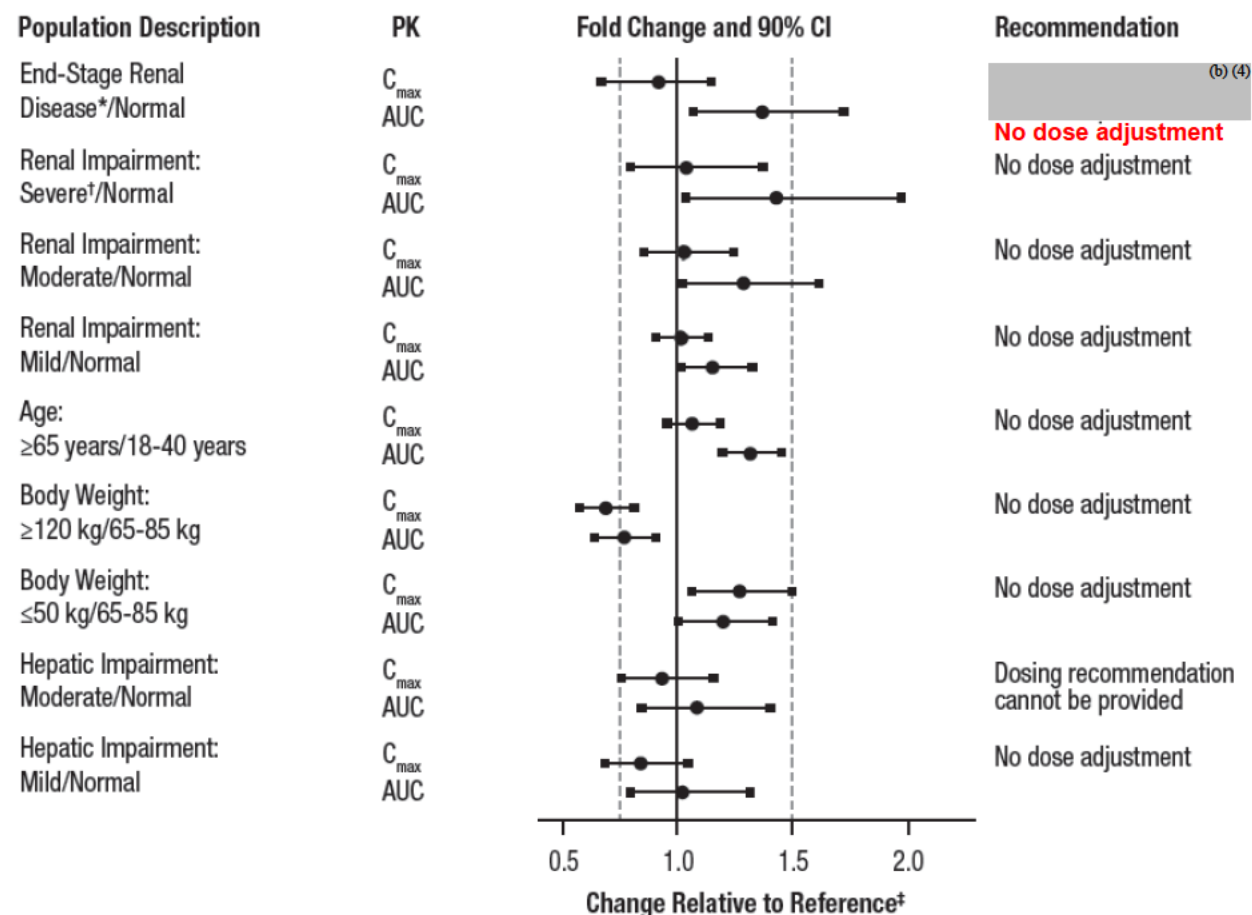 Population Description PK Fold Change and 90% CI Recommendation
End-Stage Renal Cmax (b) (4)
Disease*/Normal AUC
No dose adjustment
Renal Impairment: Cmax No dose adjustment
Severe†/Normal AUC
Renal Impairment: Cmax No dose adjustment
Moderate/Normal AUC
Renal Impairment: Cmax No dose adjustment
Mild/Normal AUC
Age: Cmax No dose adjustment
≥65 years/18-40 years AUC
Body Weight: Cmax No dose adjustment
≥120 kg/65-85 kg AUC
Body Weight: Cmax No dose adjustment
≤50 kg/65-85 kg AUC
Hepatic Impairment: Cmax Dosing recommendation
Moderate/Normal AUC cannot be provided
Hepatic Impairment: Cmax No dose adjustment
Mild/Normal AUC
0.5 1.0 1.5 2.0
Change Relative to Reference‡